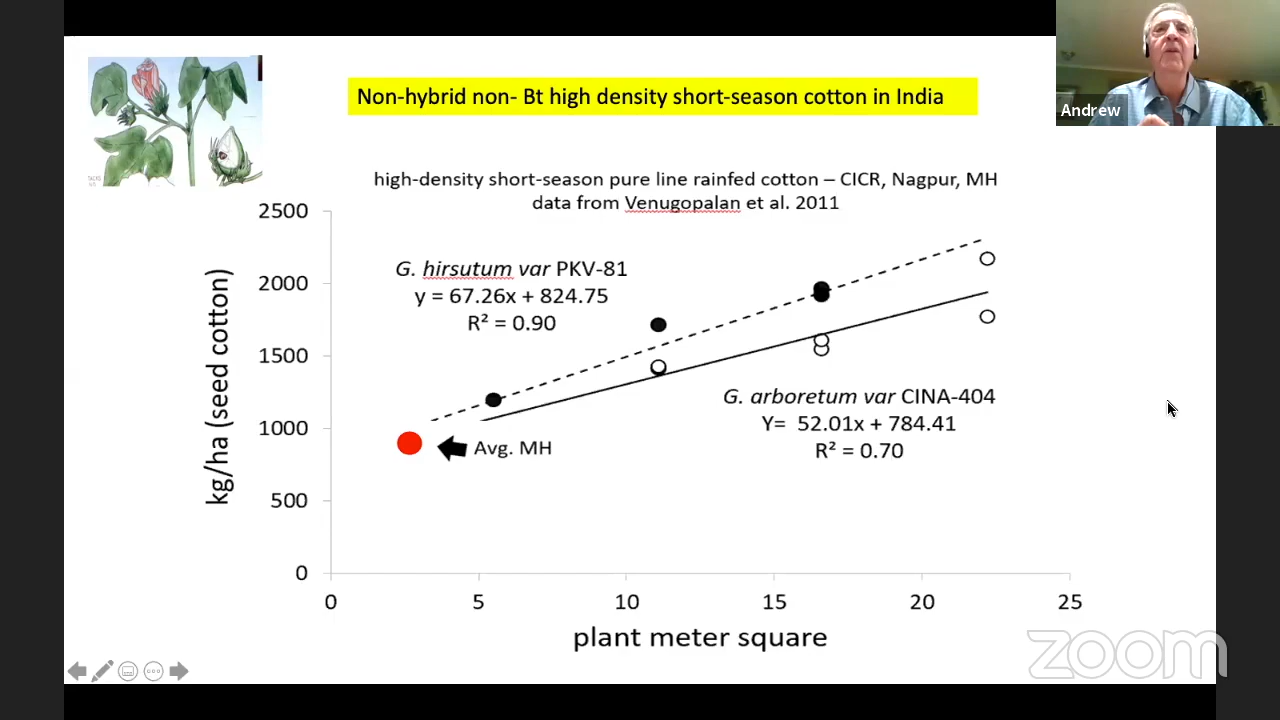 Non-hybrid non- Bt high density short-season cotton in India
Andrew
high-density short-season pure line rainfed cotton – CICR, Nagpur, MH
data from Venugopalan et al. 2011
2500
2000
1500
1000
500
0
kg/ha (seed cotton)
G. hirsutum var PKV-81
y = 67.26x + 824.75
R² = 0.90
G. arboretum var CINA-404
Y= 52.01x + 784.41
R² = 0.70
Avg. MH
0 5 10 15 20 25
plant meter square
zoom